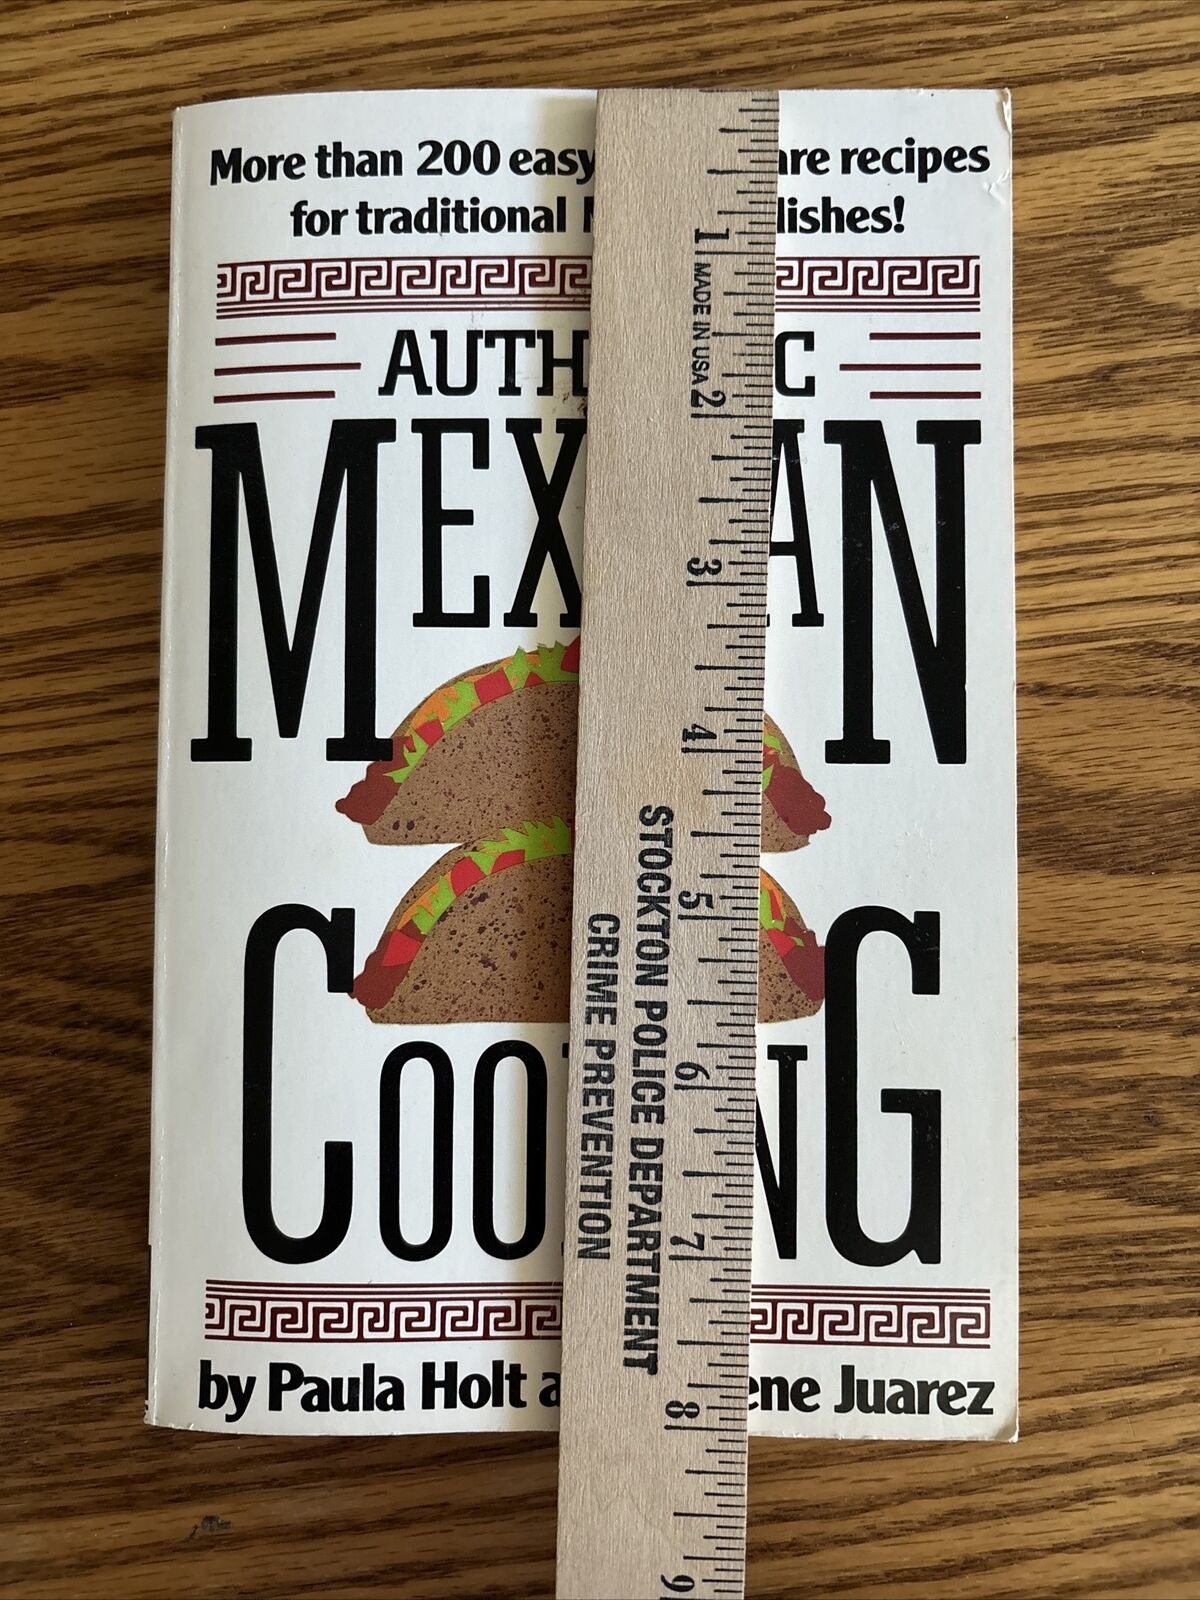 More than 200 easy are recipes
for traditional dishes!
AUTH C
MEX AN
COO NG
by Paula Holt a ene Juarez
1 MADE IN USA 2 3 4 5 6 7 8 9
STOCKTON POLICE DEPARTMENT
CRIME PREVENTION